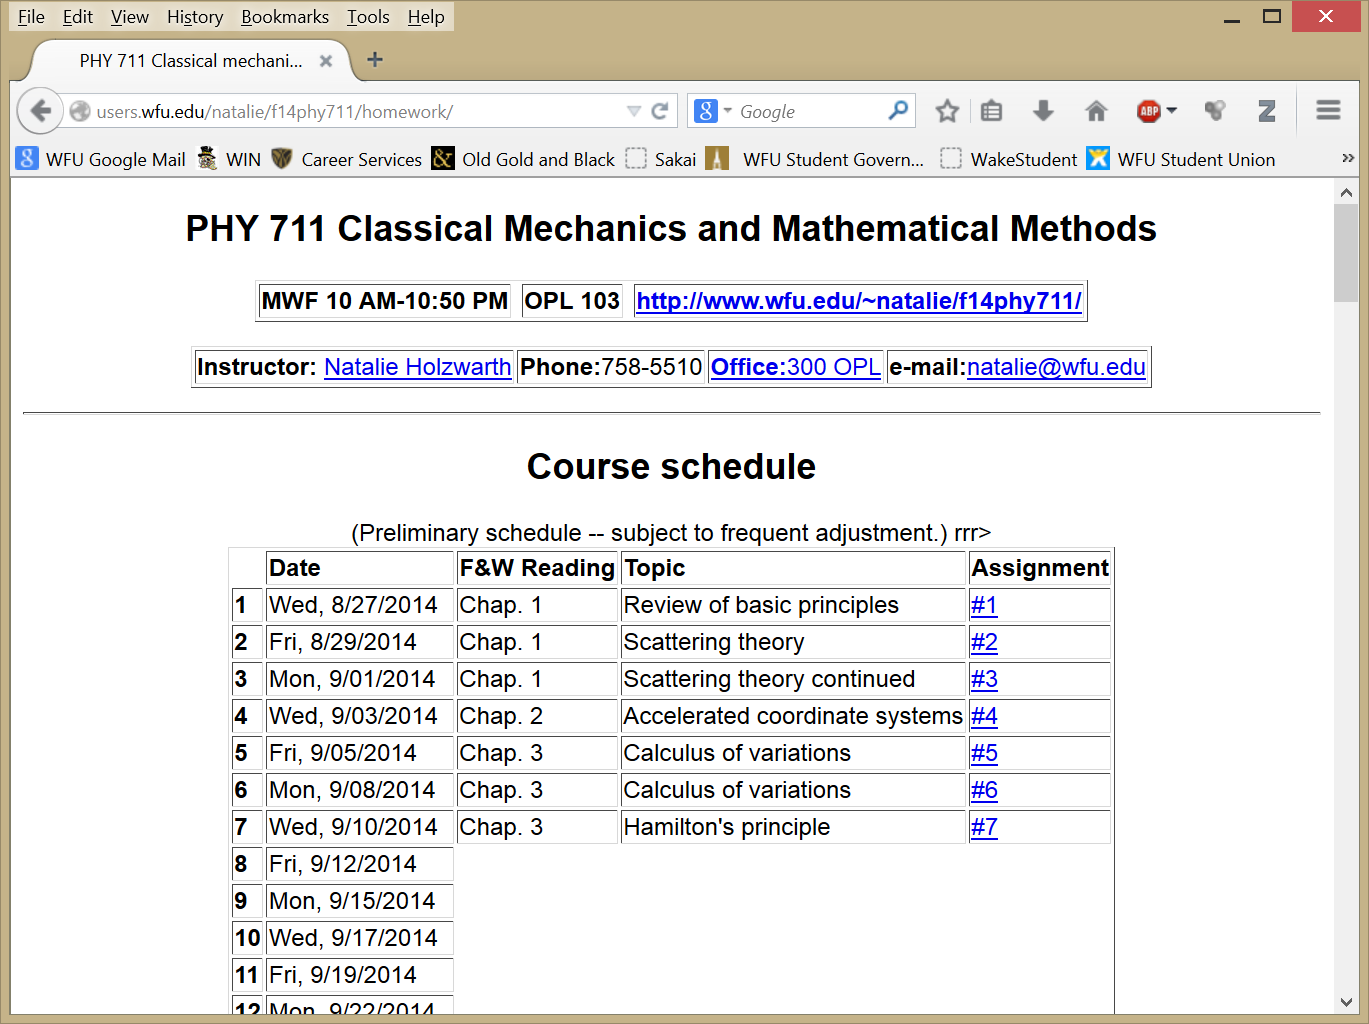 File Edit View History Bookmarks Tools Help
PHY 711 Classical mechani...
users.wfu.edu/natalie/f14phy711/homework/ Google ABP Z
WFU Google Mail WIN Career Services Old Gold and Black Sakai WFU Student Govern... WakeStudent WFU Student Union
PHY 711 Classical Mechanics and Mathematical Methods
MWF 10 AM-10:50 PM OPL 103 http://www.wfu.edu/~natalie/f14phy711/
Instructor: Natalie Holzwarth Phone:758-5510 Office:300 OPL e-mail:natalie@wfu.edu
Course schedule
(Preliminary schedule -- subject to frequent adjustment.) rrr>
Date F&W Reading Topic Assignment
1 Wed, 8/27/2014 Chap. 1 Review of basic principles #1
2 Fri, 8/29/2014 Chap. 1 Scattering theory #2
3 Mon, 9/01/2014 Chap. 1 Scattering theory continued #3
4 Wed, 9/03/2014 Chap. 2 Accelerated coordinate systems #4
5 Fri, 9/05/2014 Chap. 3 Calculus of variations #5
6 Mon, 9/08/2014 Chap. 3 Calculus of variations #6
7 Wed, 9/10/2014 Chap. 3 Hamilton's principle #7
8 Fri, 9/12/2014
9 Mon, 9/15/2014
10 Wed, 9/17/2014
11 Fri, 9/19/2014
12 Mon, 9/22/2014